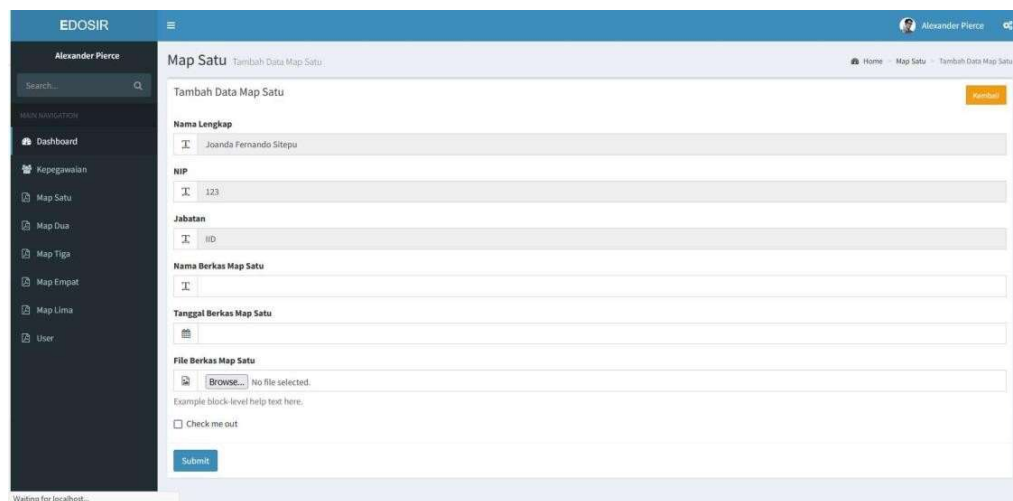 EDOSIR
Alexander Pierce
Alexander Pierce
Search...
MAIN NAVIGATION
Dashboard
Kepegawaian
Map Satu
Map Dua
Map Tiga
Map Empat
Map Lima
User
Map Satu Tambah Data Map Satu
Home Map Satu Tambah Data Map Satu
Tambah Data Map Satu
Kembali
Nama Lengkap
Joanda Fernando Sitepu
NIP
123
Jabatan
IID
Nama Berkas Map Satu
Tanggal Berkas Map Satu
File Berkas Map Satu
Browse... No file selected.
Example block-level help text here.
Check me out
Submit
Waiting for localhost...